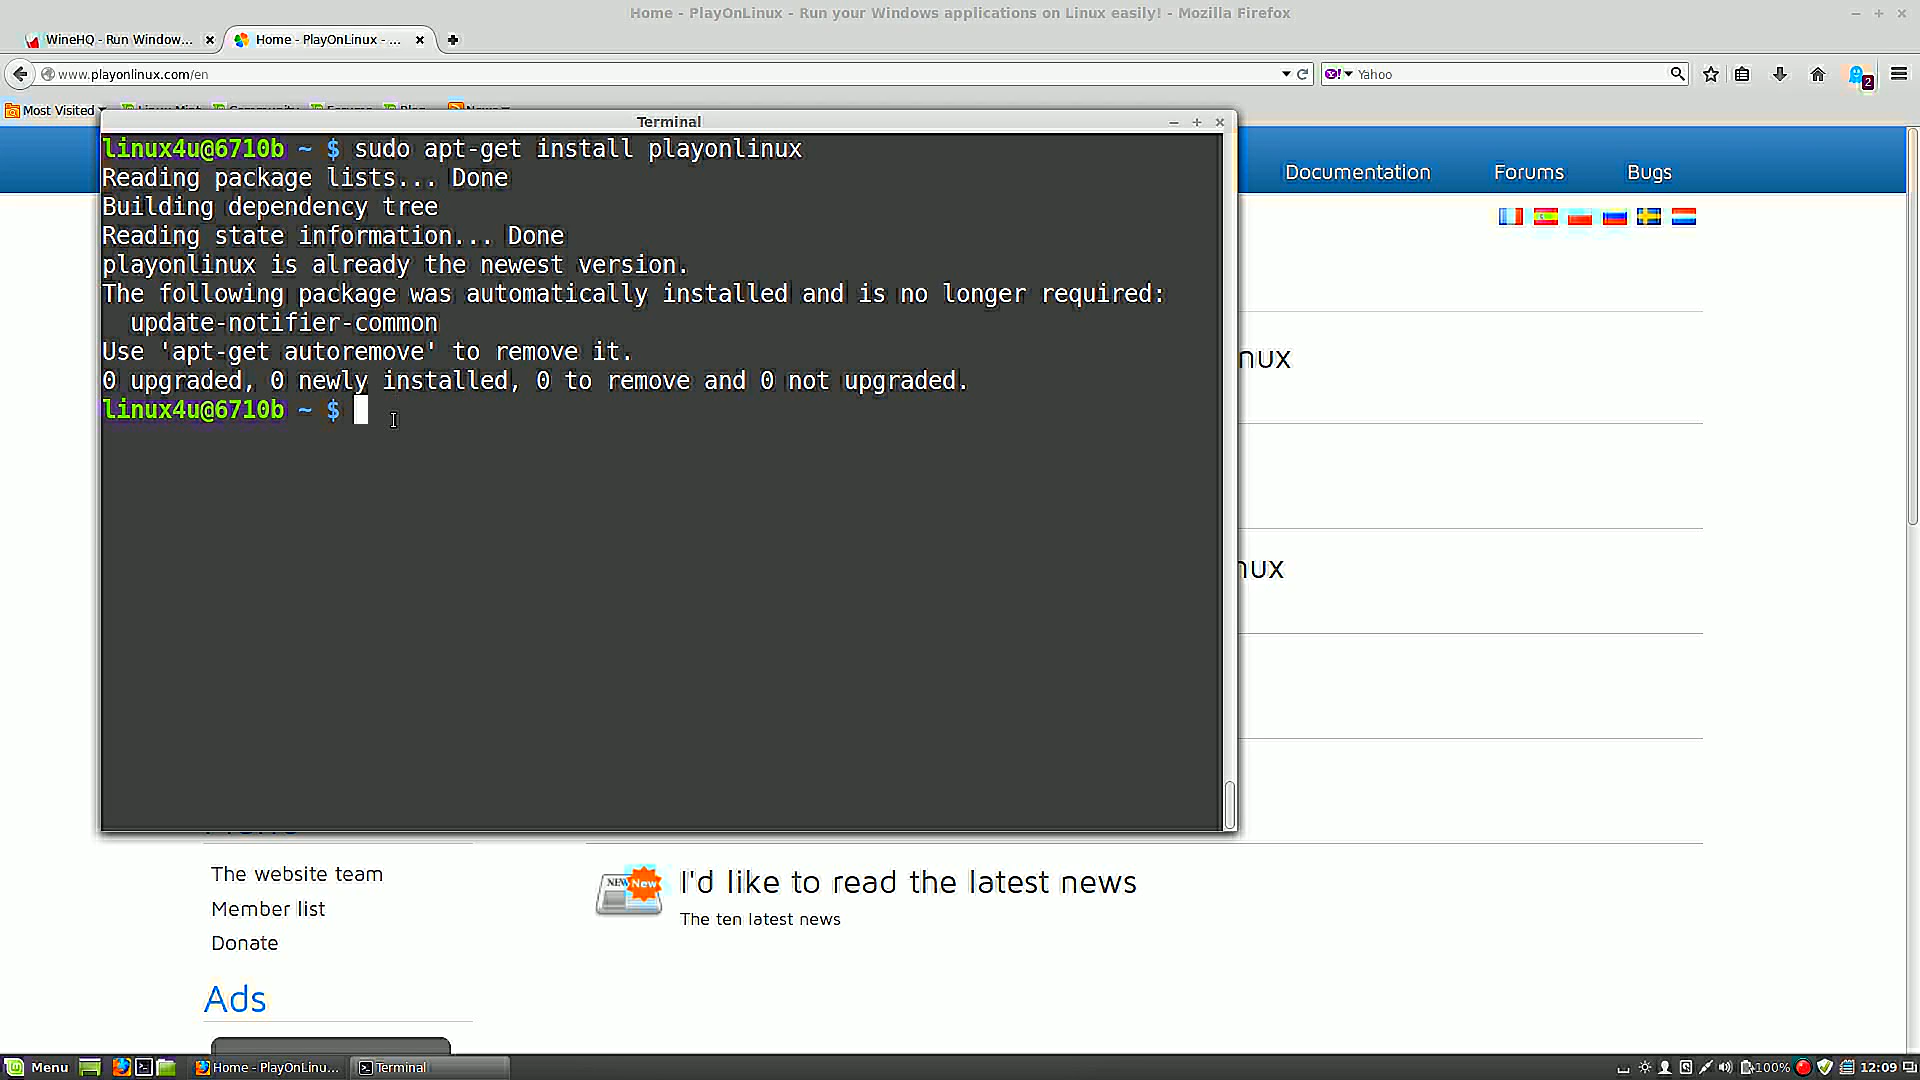 Home - PlayOnLinux - Run your Windows applications on Linux easily! - Mozilla Firefox
WineHQ - Run Window... Home - PlayOnLinux - ...
www.playonlinux.com/en Yahoo 2
Most Visited
Terminal
linux4u@6710b ~ $ sudo apt-get install playonlinux
Reading package lists... Done
Building dependency tree
Reading state information... Done
playonlinux is already the newest version.
The following package was automatically installed and is no longer required:
update-notifier-common
Use 'apt-get autoremove' to remove it.
0 upgraded, 0 newly installed, 0 to remove and 0 not upgraded.
linux4u@6710b ~ $
Documentation Forums Bugs
nux
nux
The website team
Member list
Donate
Ads
NEW New
I'd like to read the latest news
The ten latest news
Menu Home - PlayOnLinu... Terminal 100% 12:09